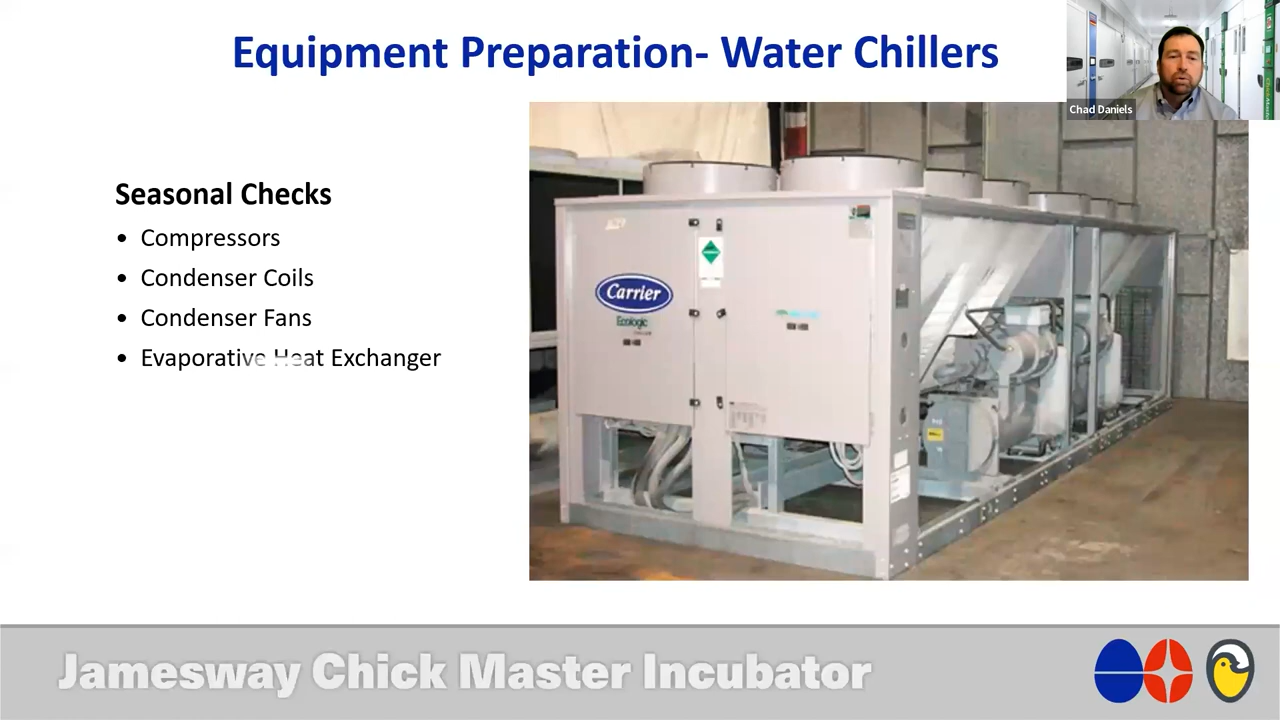 Equipment Preparation- Water Chillers
Chad Daniels
Seasonal Checks
• Compressors
• Condenser Coils
• Condenser Fans
• Evaporative Heat Exchanger
Carrier
Ecologic
Jamesway Chick Master Incubator